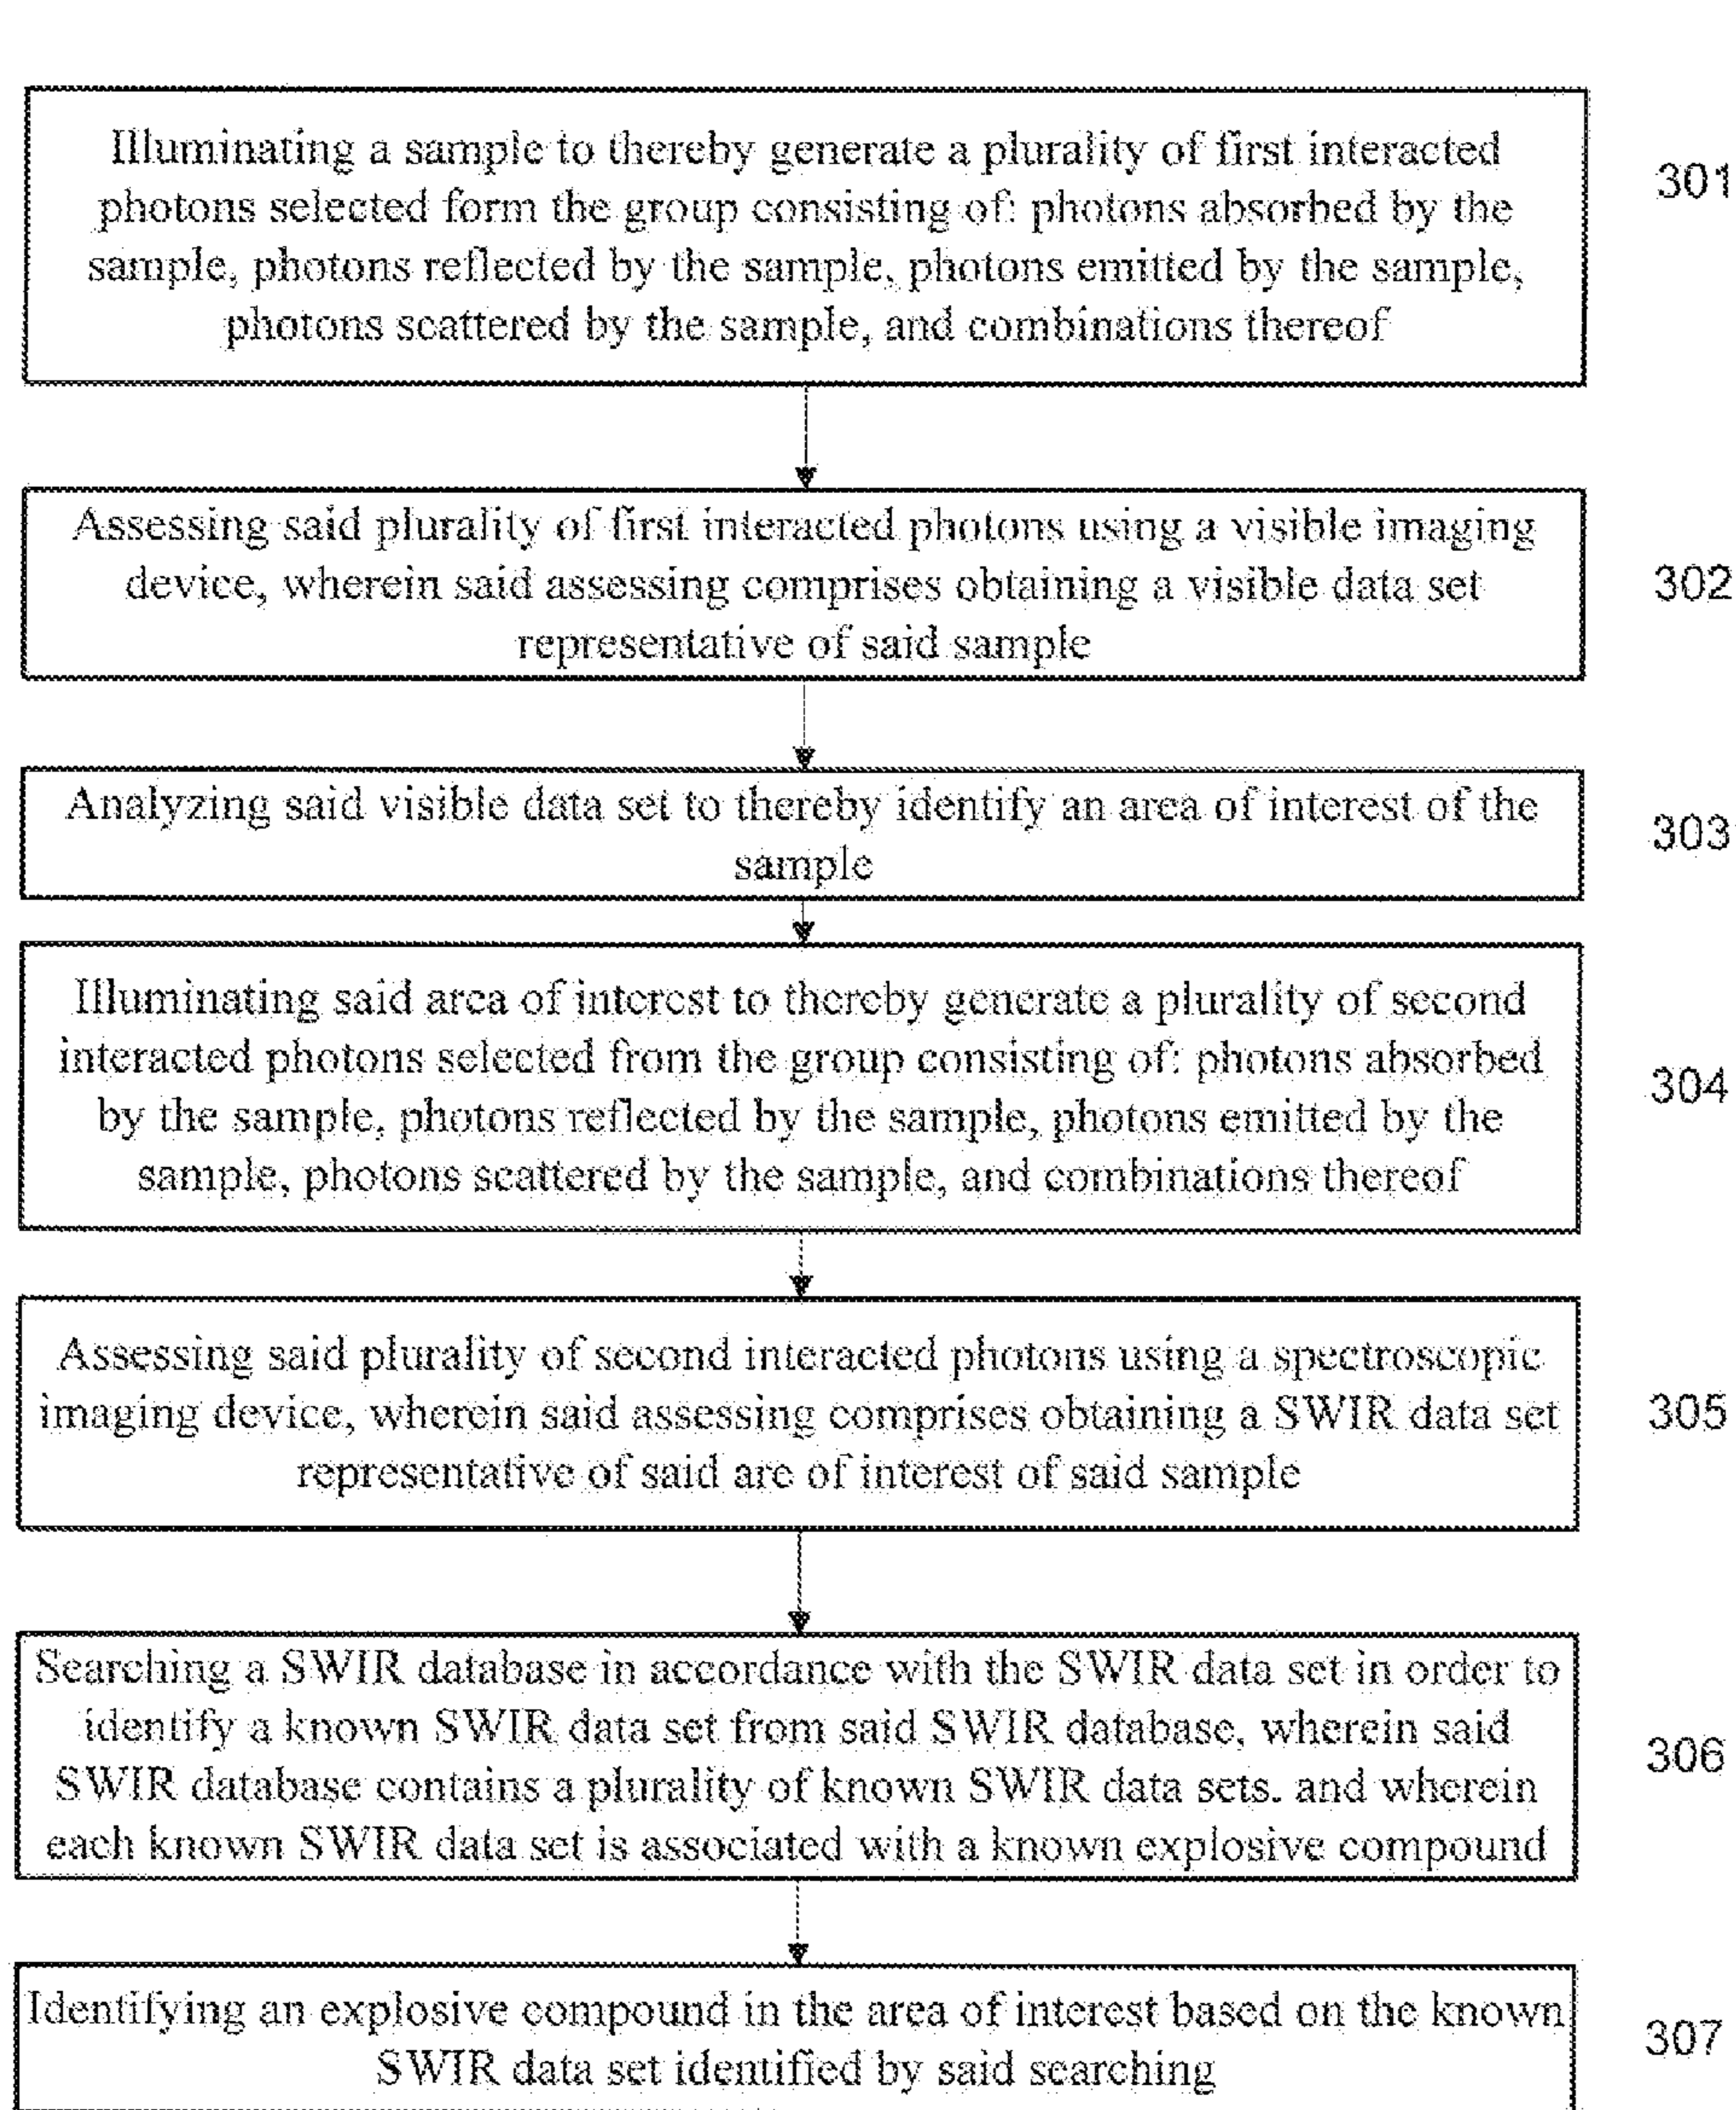 Illuminating a sample to thereby generate a plurality of first interacted
photons selected form the group consisting of: photons absorbed by the
sample, photons reflected by the sample, photons emitted by the sample,
photons scattered by the sample, and combinations thereof
301
Assessing said plurality of first interacted photons using a visible imaging
device, wherein said assessing comprises obtaining a visible data set
representative of said sample
302
Analyzing said visible data set to thereby identify an area of interest of the
sample
303
Illuminating said area of interest to thereby generate a plurality of second
interacted photons selected from the group consisting of: photons absorbed
by the sample, photons reflected by the sample, photons emitted by the
sample, photons scattered by the sample, and combinations thereof
304
Assessing said plurality of second interacted photons using a spectroscopic
imaging device, wherein said assessing comprises obtaining a SWIR data set
representative of said are of interest of said sample
305
Searching a SWIR database in accordance with the SWIR data set in order to
identify a known SWIR data set from said SWIR database, wherein said
SWIR database contains a plurality of known SWIR data sets. and wherein
each known SWIR data set is associated with a known explosive compound
306
Identifying an explosive compound in the area of interest based on the known
SWIR data set identified by said searching
307